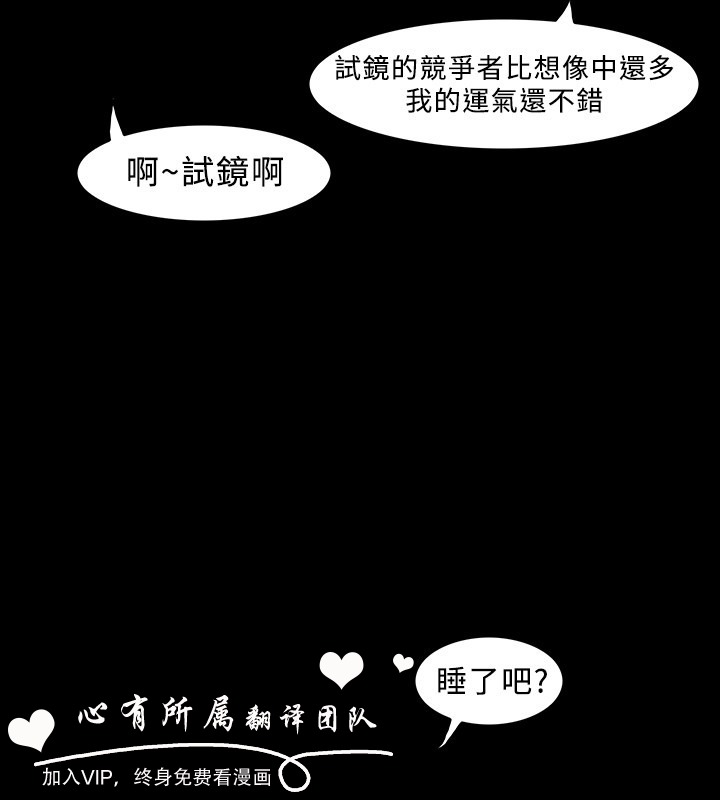 試鏡的競爭者比想像中還多
我的運氣還不錯
啊~試鏡啊
睡了吧?
心有所属翻译团队
加入VIP，终身免费看漫画